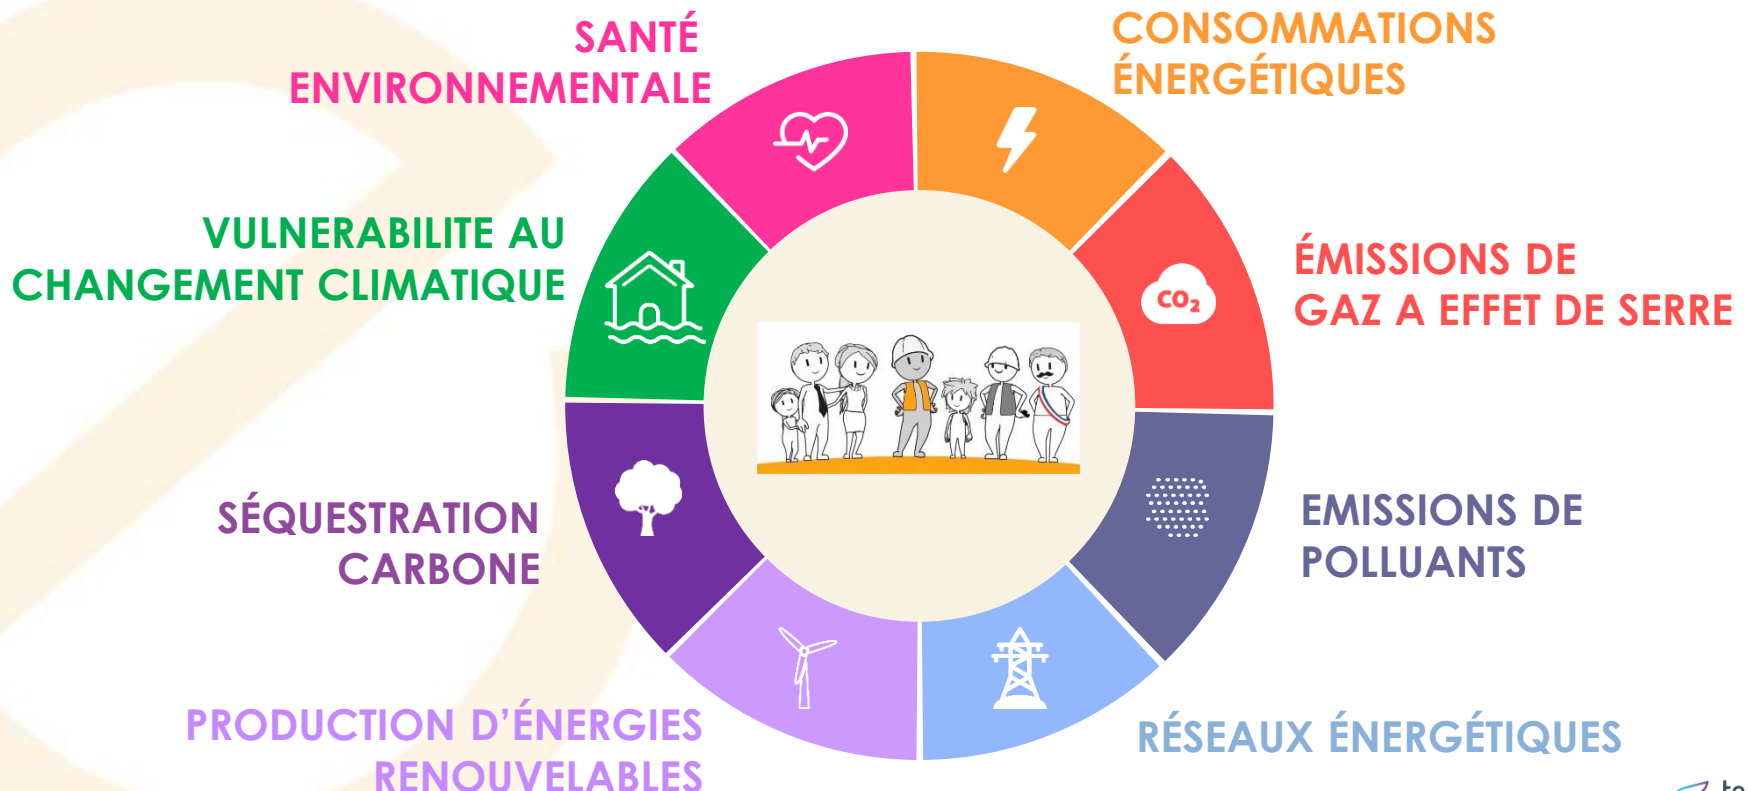 SANTÉ
ENVIRONNEMENTALE
CONSOMMATIONS
ÉNERGÉTIQUES
VULNERABILITE AU
CHANGEMENT CLIMATIQUE
ÉMISSIONS DE
GAZ A EFFET DE SERRE
CO₂
SÉQUESTRATION
CARBONE
EMISSIONS DE
POLLUANTS
PRODUCTION D’ÉNERGIES
RENOUVELABLES
RÉSEAUX ÉNERGÉTIQUES